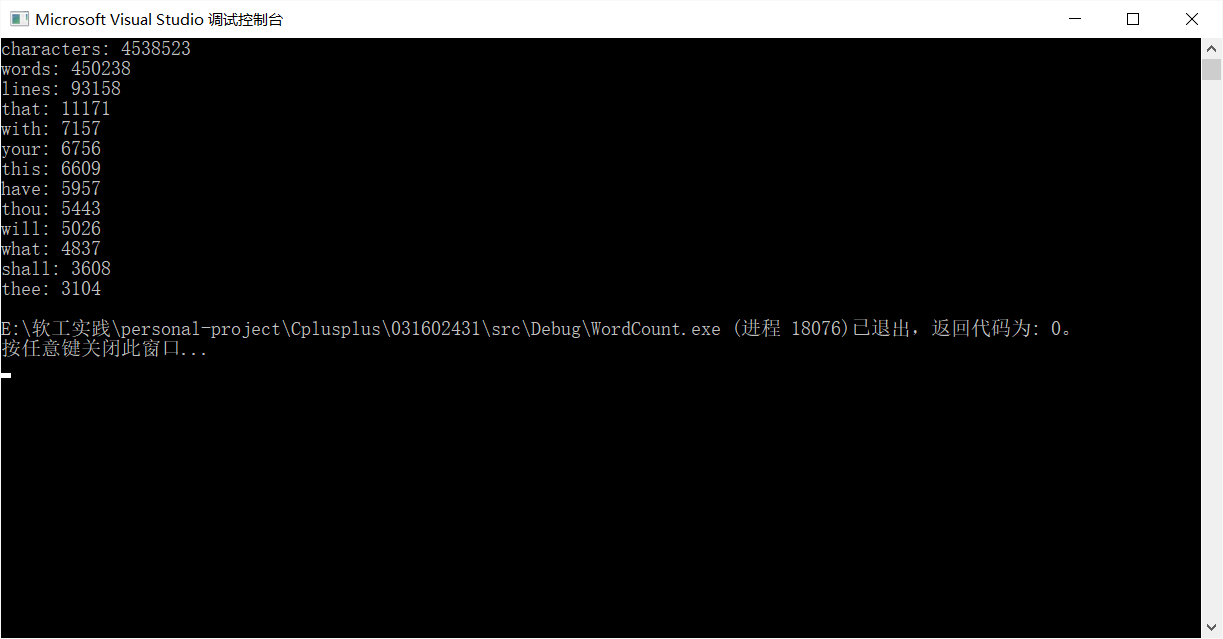 Microsoft Visual Studio 调试控制台
characters: 4538523
words: 450238
lines: 93158
that: 11171
with: 7157
your: 6756
this: 6609
have: 5957
thou: 5443
will: 5026
what: 4837
shall: 3608
thee: 3104
E:\软工实践\personal-project\Cplusplus\031602431\src\Debug\WordCount.exe (进程 18076)已退出，返回代码为: 0。
按任意键关闭此窗口...